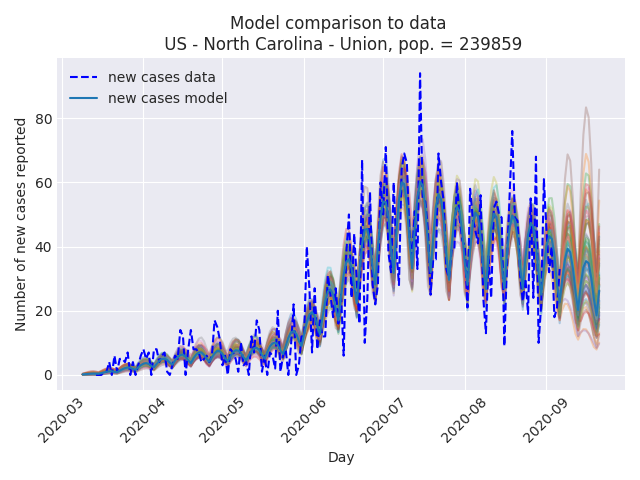 Model comparison to data
US - North Carolina - Union, pop. = 239859
new cases data
new cases model
Number of new cases reported
80
60
40
20
0
2020-03
2020-04
2020-05
2020-06
2020-07
2020-08
2020-09
Day